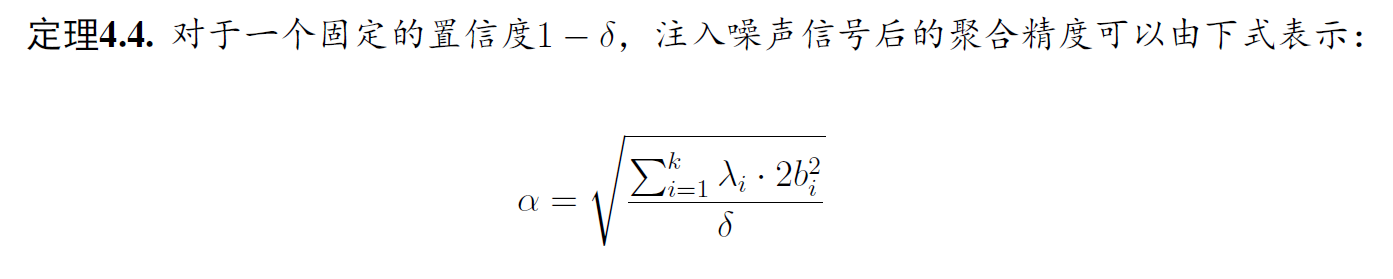 定理4.4. 对于一个固定的置信度1 − δ，注入噪声信号后的聚合精度可以由下式表示：
α = √(∑_{i=1}^{k} λ_i · 2b_i^2 / δ)